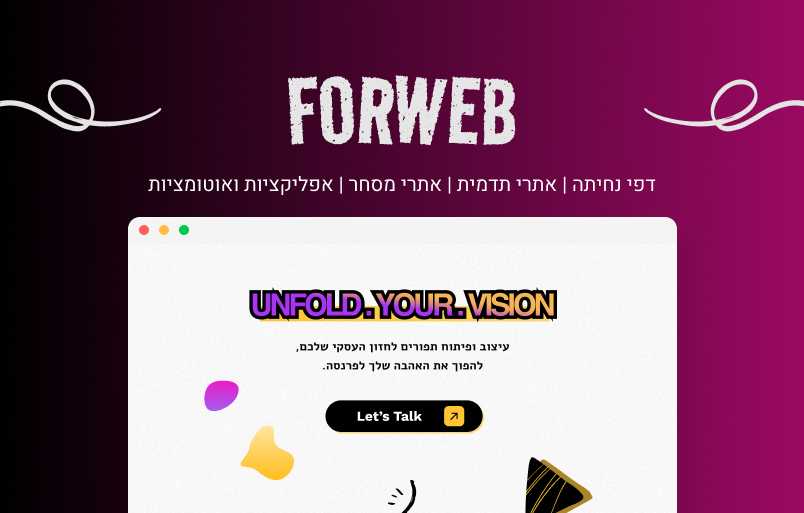 FORWEB
דפי נחיתה | אתרי תדמית | אתרי מסחר | אפליקציות ואוטומציות
UNFOLD.YOUR.VISION
עיצוב ופיתוח תפורים לחזון העסקי שלכם,
להפוך את האהבה שלך לפרנסה.
Let's Talk